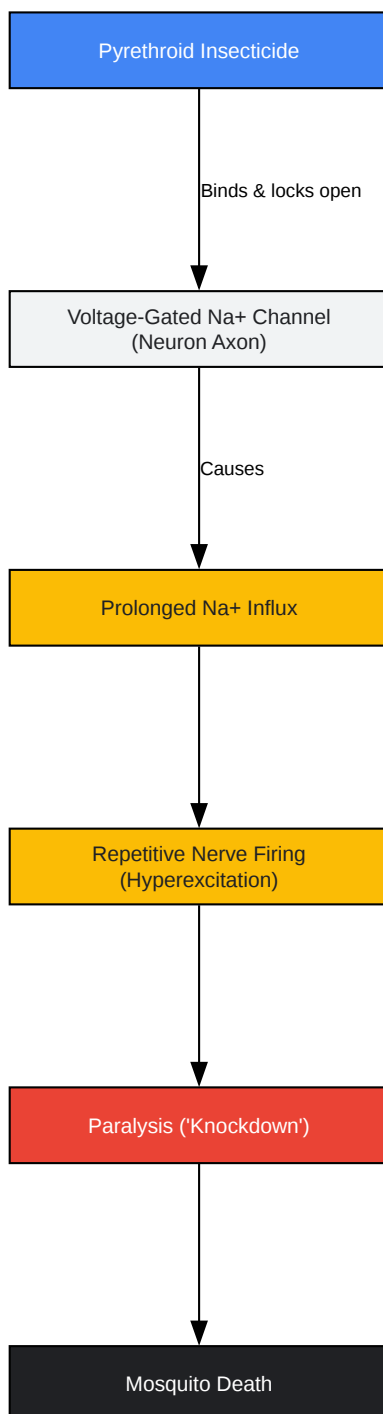 Pyrethroid Insecticide
Binds & locks open
Voltage-Gated Na+ Channel
(Neuron Axon)
Causes
Prolonged Na+ Influx
Repetitive Nerve Firing
(Hyperexcitation)
Paralysis ('Knockdown')
Mosquito Death